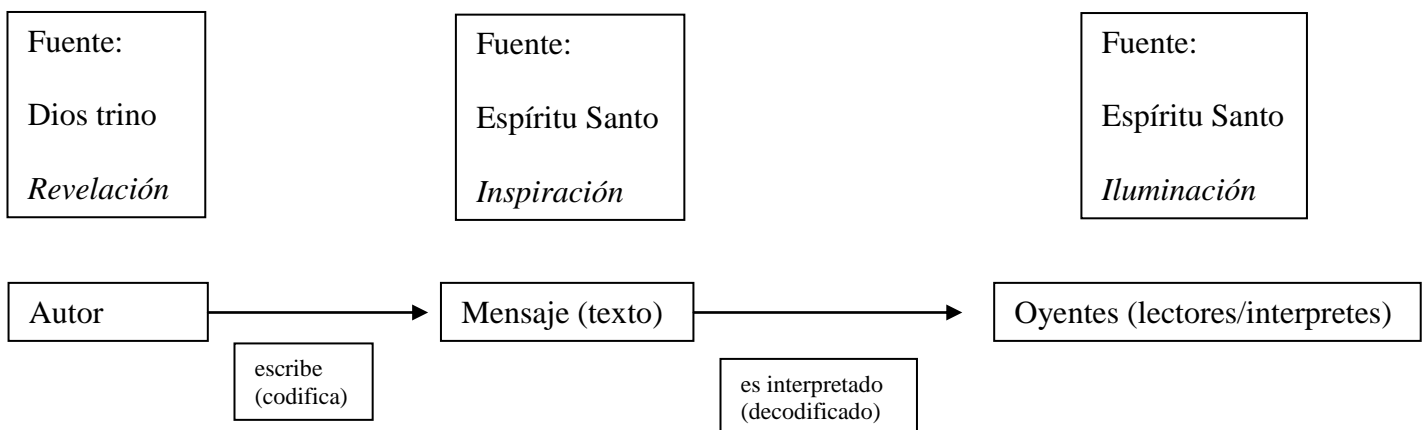 Fuente:
Dios trino
Revelación
Fuente:
Espíritu Santo
Inspiración
Fuente:
Espíritu Santo
Iluminación
Autor
Mensaje (texto)
Oyentes (lectores/interpretes)
escribe
(codifica)
es interpretado
(decodificado)